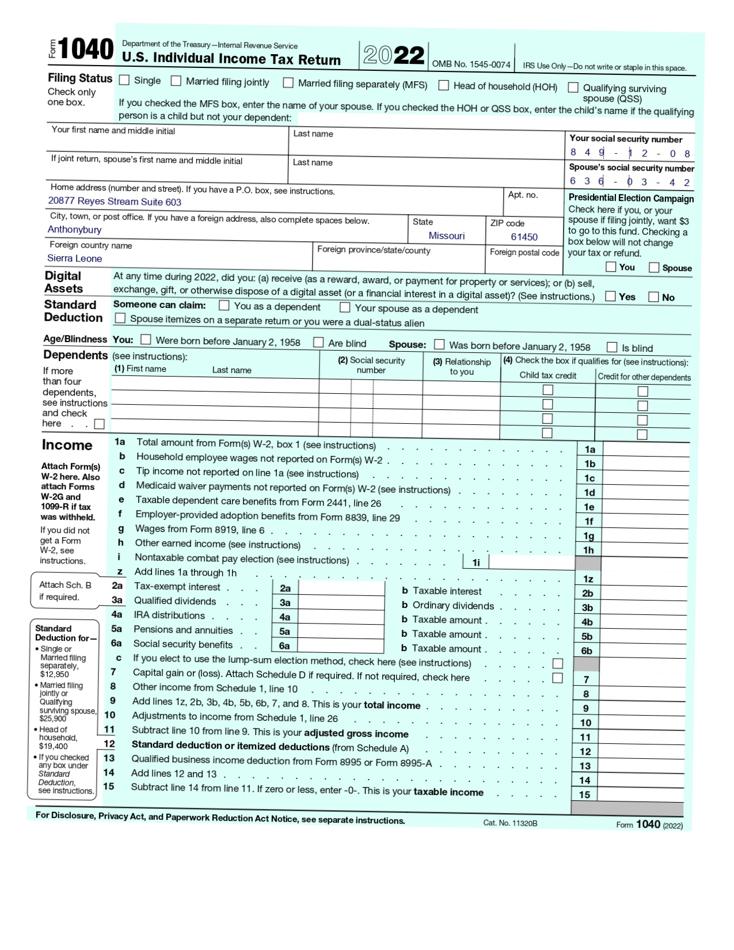 Form 1040 Department of the Treasury—Internal Revenue Service
U.S. Individual Income Tax Return 2022 OMB No. 1545-0074 IRS Use Only—Do not write or staple in this space.
Filing Status Single Married filing jointly Married filing separately (MFS) Head of household (HOH) Qualifying surviving spouse (QSS)
Check only one box.
If you checked the MFS box, enter the name of your spouse. If you checked the HOH or QSS box, enter the child's name if the qualifying
person is a child but not your dependent:
Your first name and middle initial Last name Your social security number
8 4 9 - 1 2 - 0 8
If joint return, spouse's first name and middle initial Last name Spouse's social security number
6 3 6 - 0 3 - 4 2
Home address (number and street). If you have a P.O. box, see instructions. Apt. no.
20877 Reyes Stream Suite 603
City, town, or post office. If you have a foreign address, also complete spaces below. State ZIP code
Anthonybury Missouri 61450
Foreign country name Foreign province/state/county Foreign postal code
Sierra Leone
Presidential Election Campaign
Check here if you, or your
spouse if filing jointly, want $3
to go to this fund. Checking a
box below will not change
your tax or refund.
You Spouse
Digital Assets
At any time during 2022, did you: (a) receive (as a reward, award, or payment for property or services); or (b) sell,
exchange, gift, or otherwise dispose of a digital asset (or a financial interest in a digital asset)? (See instructions.) Yes No
Standard Deduction
Someone can claim: You as a dependent Your spouse as a dependent
Spouse itemizes on a separate return or you were a dual-status alien
Age/Blindness You: Were born before January 2, 1958 Are blind Spouse: Was born before January 2, 1958 Is blind
Dependents (see instructions): (2) Social security number (3) Relationship to you (4) Check the box if qualifies for (see instructions):
(1) First name Last name Child tax credit Credit for other dependents
If more
than four
dependents,
see instructions
and check
here . .
Income
1a Total amount from Form(s) W-2, box 1 (see instructions) 1a
b Household employee wages not reported on Form(s) W-2 1b
c Tip income not reported on line 1a (see instructions) 1c
d Medicaid waiver payments not reported on Form(s) W-2 (see instructions) 1d
e Taxable dependent care benefits from Form 2441, line 26 1e
f Employer-provided adoption benefits from Form 8839, line 29 1f
g Wages from Form 8919, line 6 1g
h Other earned income (see instructions) 1h
i Nontaxable combat pay election (see instructions) 1i
z Add lines 1a through 1h 1z
Attach Form(s)
W-2 here. Also
attach Forms
W-2G and
1099-R if tax
was withheld.
If you did not
get a Form
W-2, see
instructions.
Attach Sch. B
if required.
2a Tax-exempt interest 2a b Taxable interest 2b
3a Qualified dividends 3a b Ordinary dividends 3b
4a IRA distributions 4a b Taxable amount 4b
5a Pensions and annuities 5a b Taxable amount 5b
6a Social security benefits 6a b Taxable amount 6b
c If you elect to use the lump-sum election method, check here (see instructions)
7 Capital gain or (loss). Attach Schedule D if required. If not required, check here 7
8 Other income from Schedule 1, line 10 8
9 Add lines 1z, 2b, 3b, 4b, 5b, 6b, 7, and 8. This is your total income 9
10 Adjustments to income from Schedule 1, line 26 10
11 Subtract line 10 from line 9. This is your adjusted gross income 11
12 Standard deduction or itemized deductions (from Schedule A) 12
13 Qualified business income deduction from Form 8995 or Form 8995-A 13
14 Add lines 12 and 13 14
15 Subtract line 14 from line 11. If zero or less, enter -0-. This is your taxable income 15
Standard
Deduction for—
• Single or
Married filing
separately,
$12,950
• Married filing
jointly or
Qualifying
surviving spouse,
$25,900
• Head of
household,
$19,400
• If you checked
any box under
Standard
Deduction,
see instructions.
For Disclosure, Privacy Act, and Paperwork Reduction Act Notice, see separate instructions. Cat. No. 11320B Form 1040 (2022)